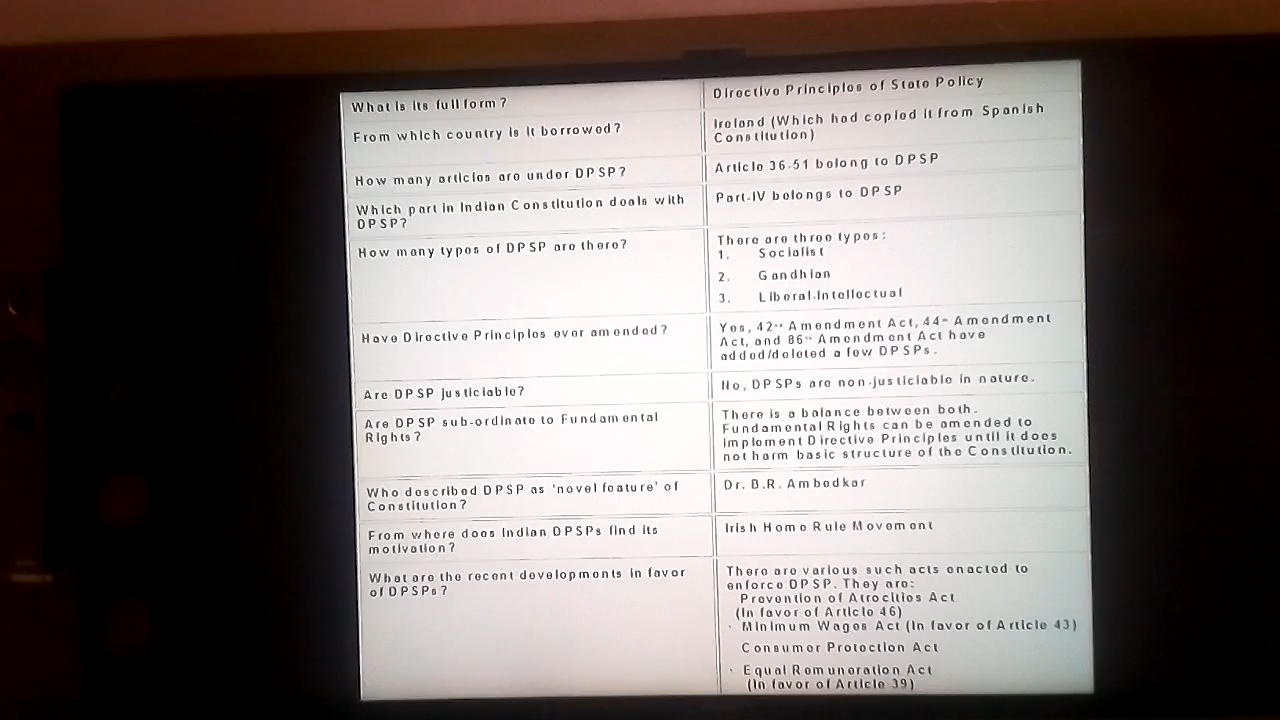 What is its full form?
Directive Principles of State Policy
From which country is it borrowed?
Ireland (Which had copied it from Spanish
Constitution)
How many articles are under DPSP?
Article 36-51 belong to DPSP
Which part in Indian Constitution deals with
DPSP?
Part-IV belongs to DPSP
How many types of DPSP are there?
There are three types:
1. Socialist
2. Gandhian
3. Liberal-Intellectual
Have Directive Principles ever amended?
Yes, 42ⁿᵈ Amendment Act, 44ᵗʰ Amendment
Act, and 86ᵗʰ Amendment Act have
added/deleted a few DPSPs.
Are DPSP justiciable?
No, DPSPs are non-justiciable in nature.
Are DPSP sub-ordinate to Fundamental
Rights?
There is a balance between both.
Fundamental Rights can be amended to
implement Directive Principles until it does
not harm basic structure of the Constitution.
Who described DPSP as 'novel feature' of
Constitution?
Dr. B.R. Ambedkar
From where does Indian DPSPs find its
motivation?
Irish Home Rule Movement
What are the recent developments in favor
of DPSPs?
There are various such acts enacted to
enforce DPSP. They are:
Prevention of Atrocities Act
(In favor of Article 46)
· Minimum Wages Act (In favor of Article 43)
Consumer Protection Act
· Equal Remuneration Act
(In favor of Article 39)